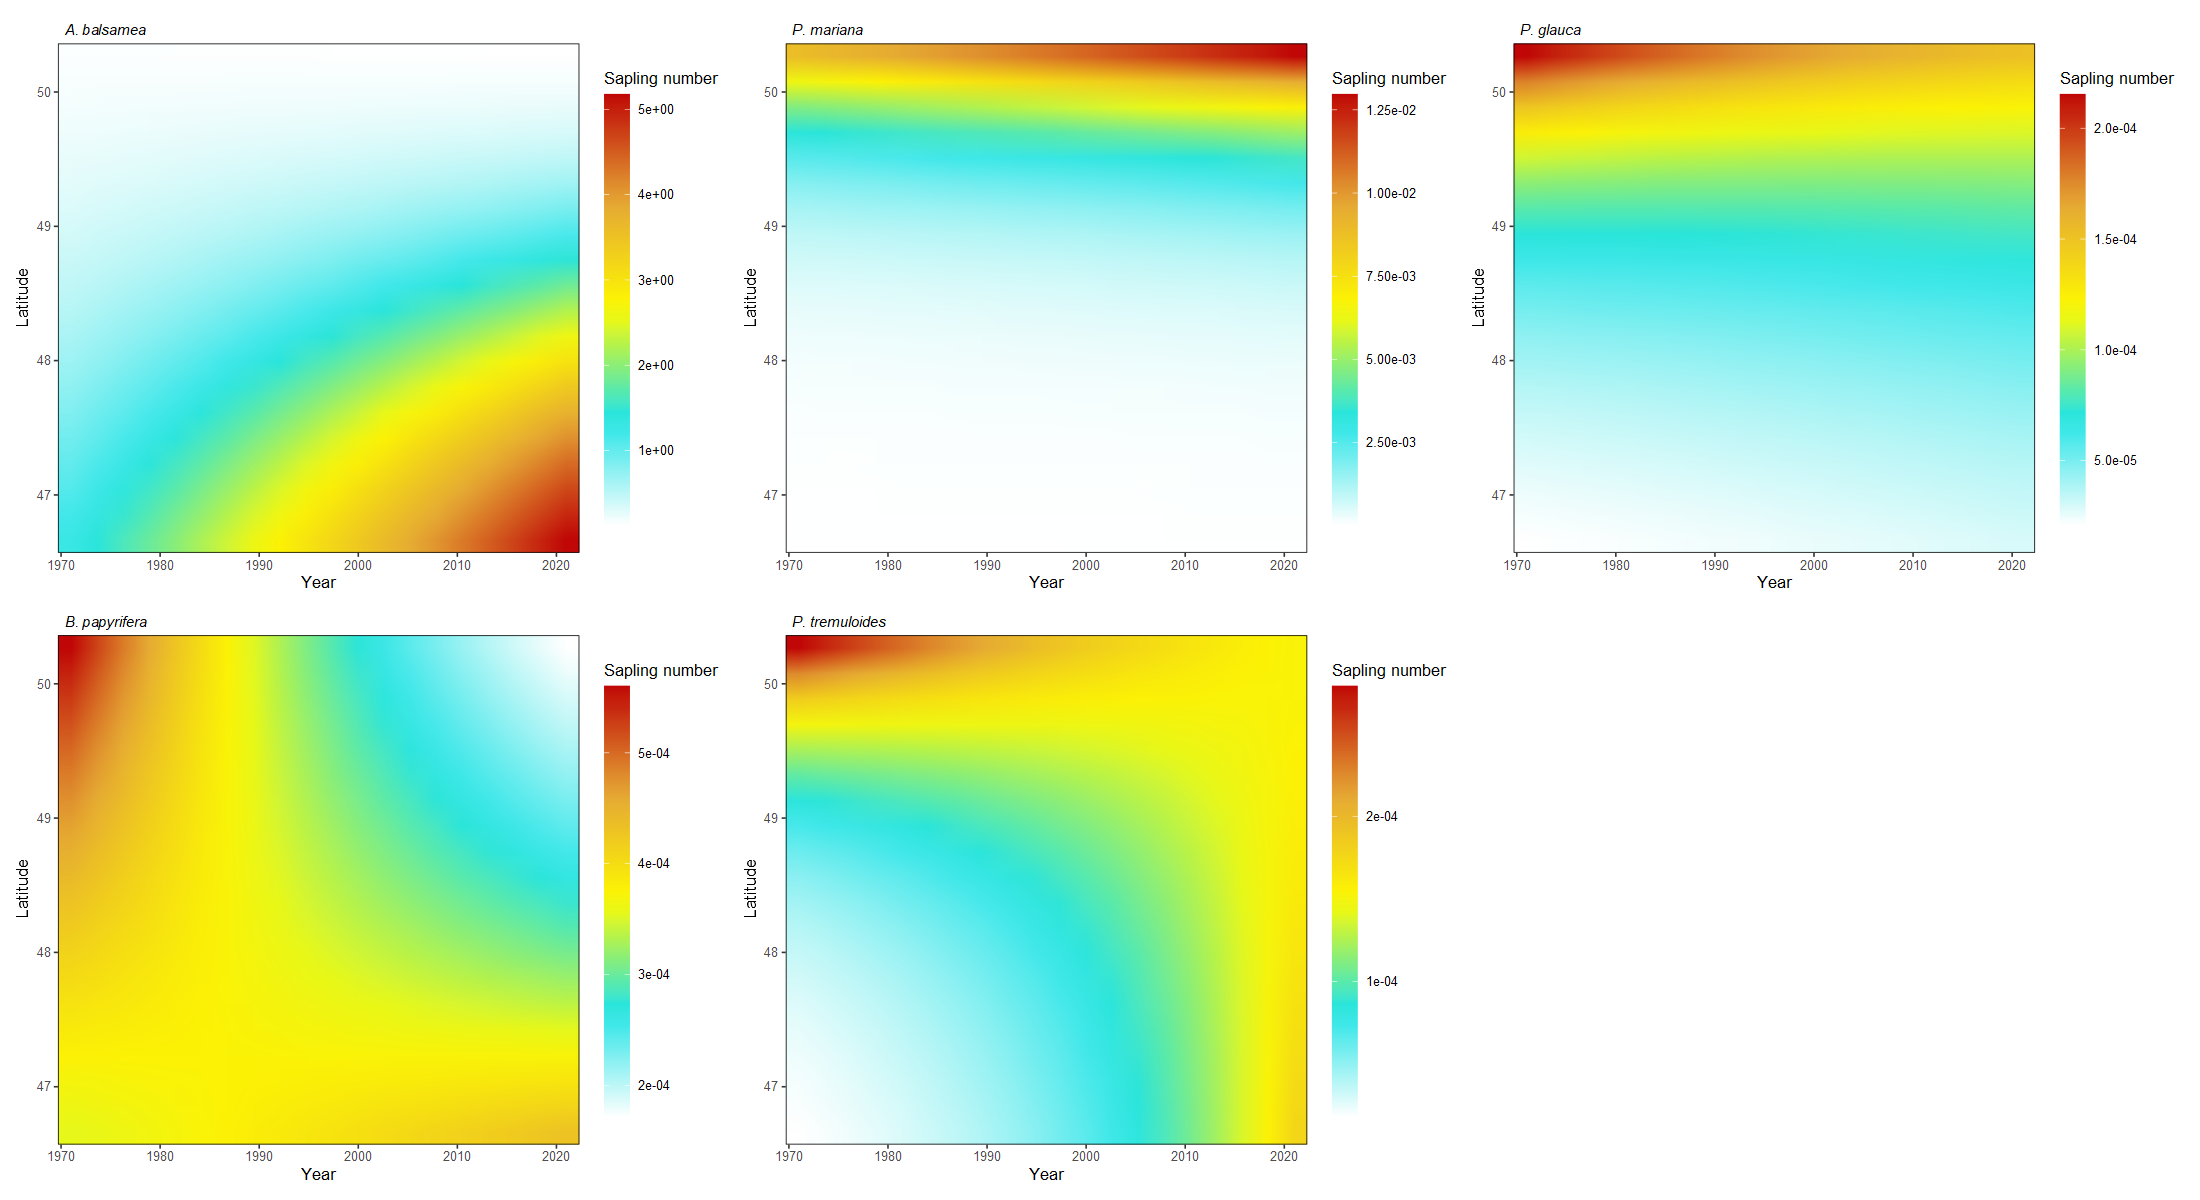 A. balsamea
Latitude
50
49
48
47
1970 1980 1990 2000 2010 2020
Year
Sapling number
5e+00
4e+00
3e+00
2e+00
1e+00
P. mariana
Latitude
50
49
48
47
1970 1980 1990 2000 2010 2020
Year
Sapling number
1.25e-02
1.00e-02
7.50e-03
5.00e-03
2.50e-03
P. glauca
Latitude
50
49
48
47
1970 1980 1990 2000 2010 2020
Year
Sapling number
2.0e-04
1.5e-04
1.0e-04
5.0e-05
B. papyrifera
Latitude
50
49
48
47
1970 1980 1990 2000 2010 2020
Year
Sapling number
5e-04
4e-04
3e-04
2e-04
P. tremuloides
Latitude
50
49
48
47
1970 1980 1990 2000 2010 2020
Year
Sapling number
2e-04
1e-04